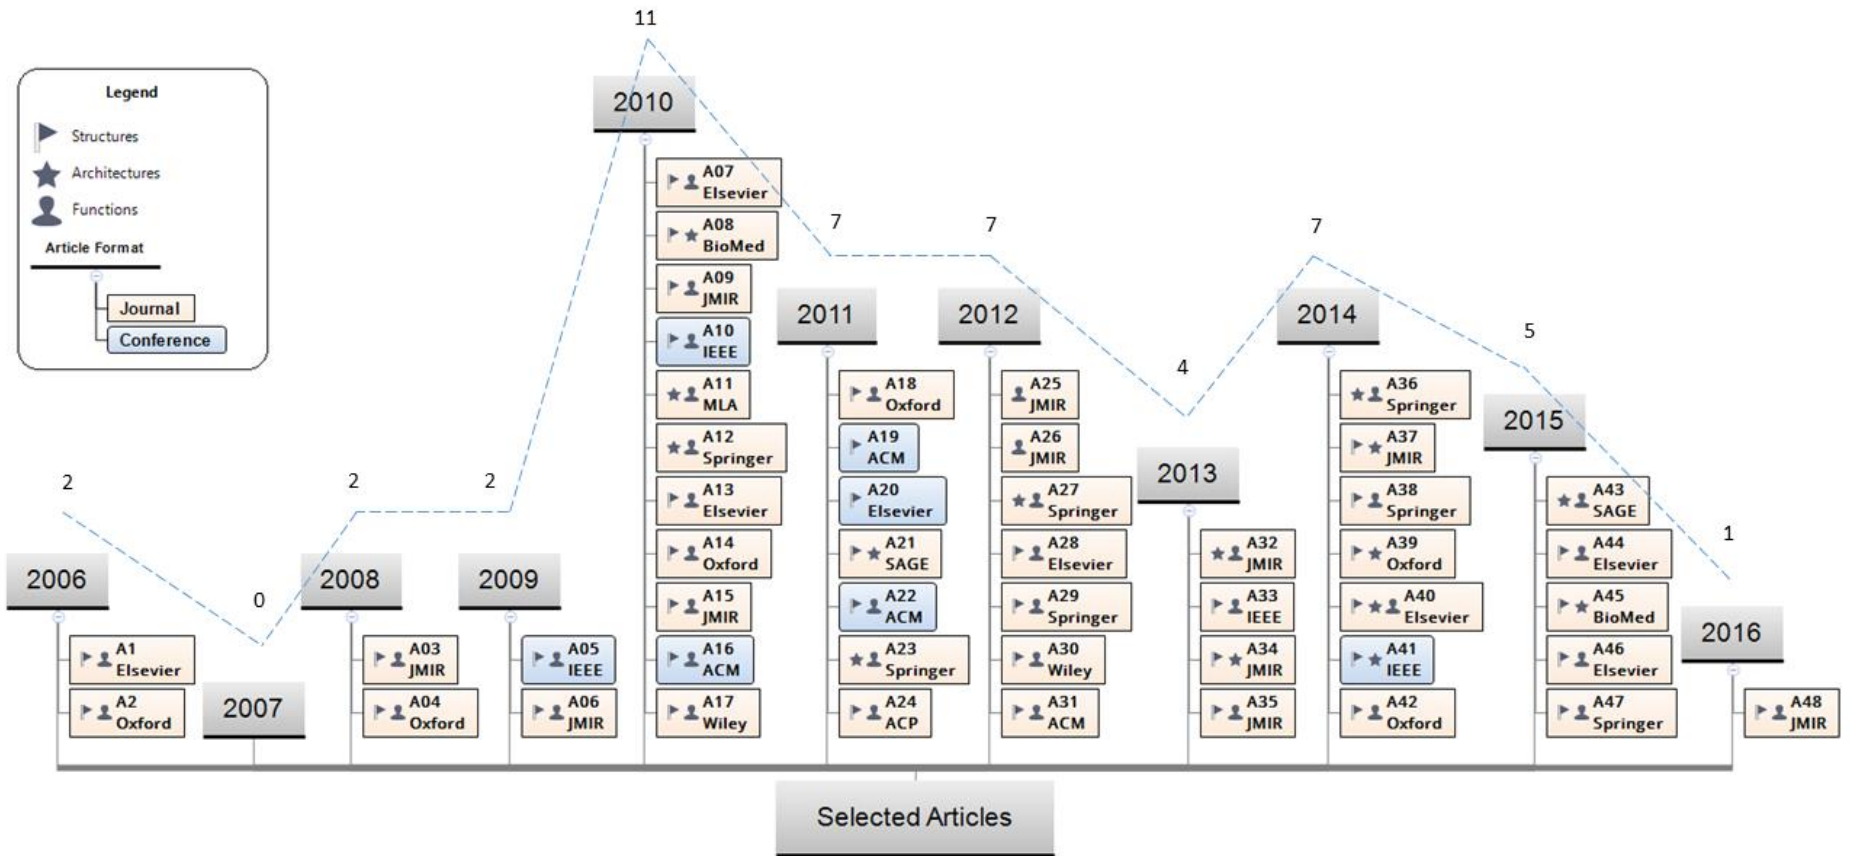 Legend
Structures
Architectures
Functions
Article Format
Journal
Conference
2
2006
A1
Elsevier
A2
Oxford
0
2007
2
2008
A03
JMIR
A04
Oxford
2
2009
A05
IEEE
A06
JMIR
11
2010
A07
Elsevier
A08
BioMed
A09
JMIR
A10
IEEE
A11
MLA
A12
Springer
A13
Elsevier
A14
Oxford
A15
JMIR
A16
ACM
A17
Wiley
7
2011
A18
Oxford
A19
ACM
A20
Elsevier
A21
SAGE
A22
ACM
A23
Springer
A24
ACP
7
2012
A25
JMIR
A26
JMIR
A27
Springer
A28
Elsevier
A29
Springer
A30
Wiley
A31
ACM
4
2013
A32
JMIR
A33
IEEE
A34
JMIR
A35
JMIR
7
2014
A36
Springer
A37
JMIR
A38
Springer
A39
Oxford
A40
Elsevier
A41
IEEE
A42
Oxford
5
2015
A43
SAGE
A44
Elsevier
A45
BioMed
A46
Elsevier
A47
Springer
1
2016
A48
JMIR
Selected Articles